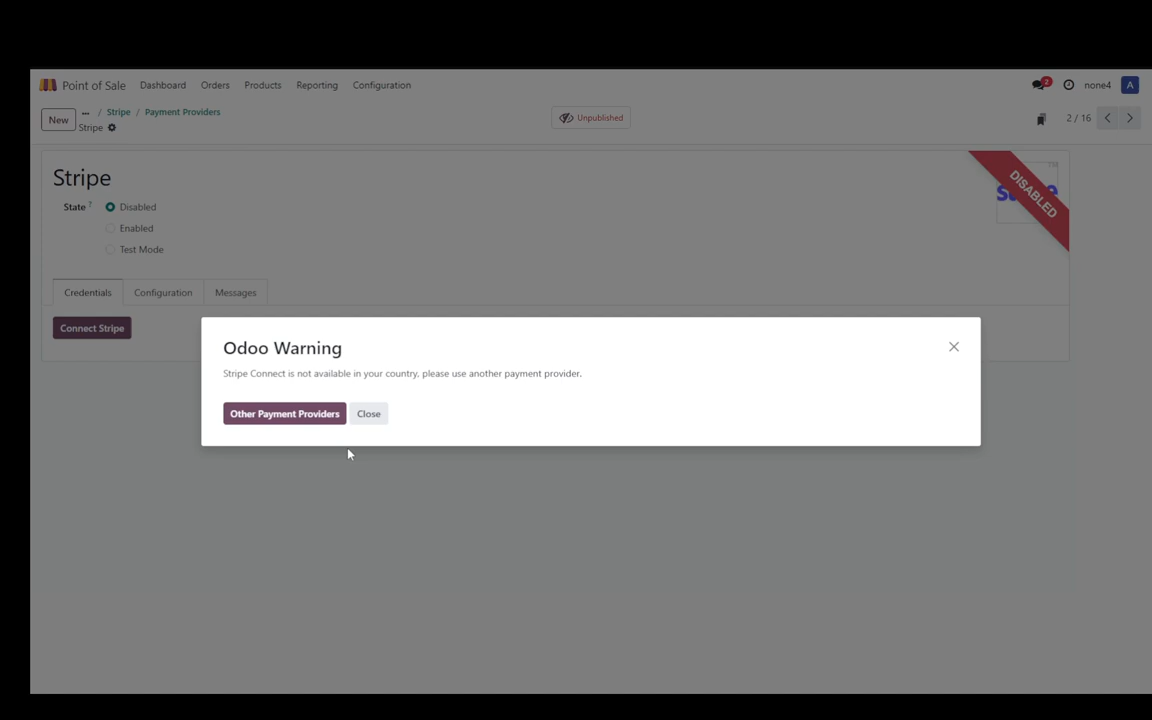 Point of Sale Dashboard Orders Products Reporting Configuration 2 none4 A
New ... / Stripe / Payment Providers
Stripe
Unpublished
2 / 16
Stripe
State ?
Disabled
Enabled
Test Mode
DISABLED
Credentials Configuration Messages
Connect Stripe
Odoo Warning
Stripe Connect is not available in your country, please use another payment provider.
Other Payment Providers Close